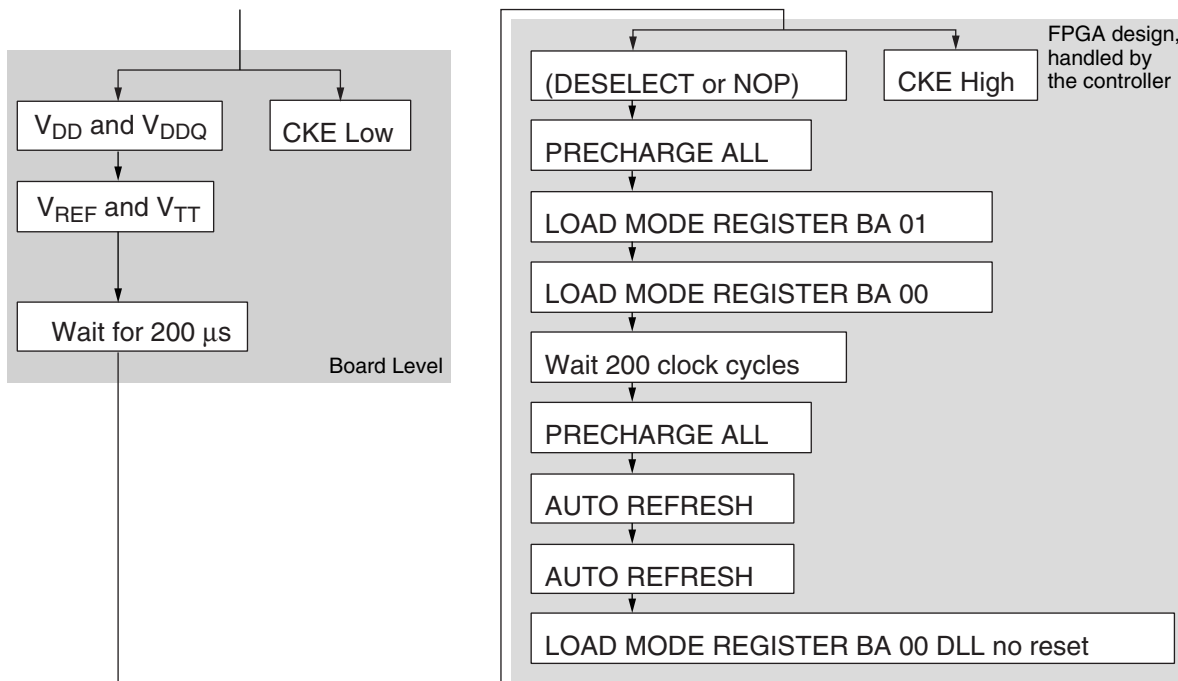 V_DD and V_DDQ
CKE Low
V_REF and V_TT
Wait for 200 μs
Board Level
FPGA design,
handled by
the controller
(DESELECT or NOP)
CKE High
PRECHARGE ALL
LOAD MODE REGISTER BA 01
LOAD MODE REGISTER BA 00
Wait 200 clock cycles
PRECHARGE ALL
AUTO REFRESH
AUTO REFRESH
LOAD MODE REGISTER BA 00 DLL no reset